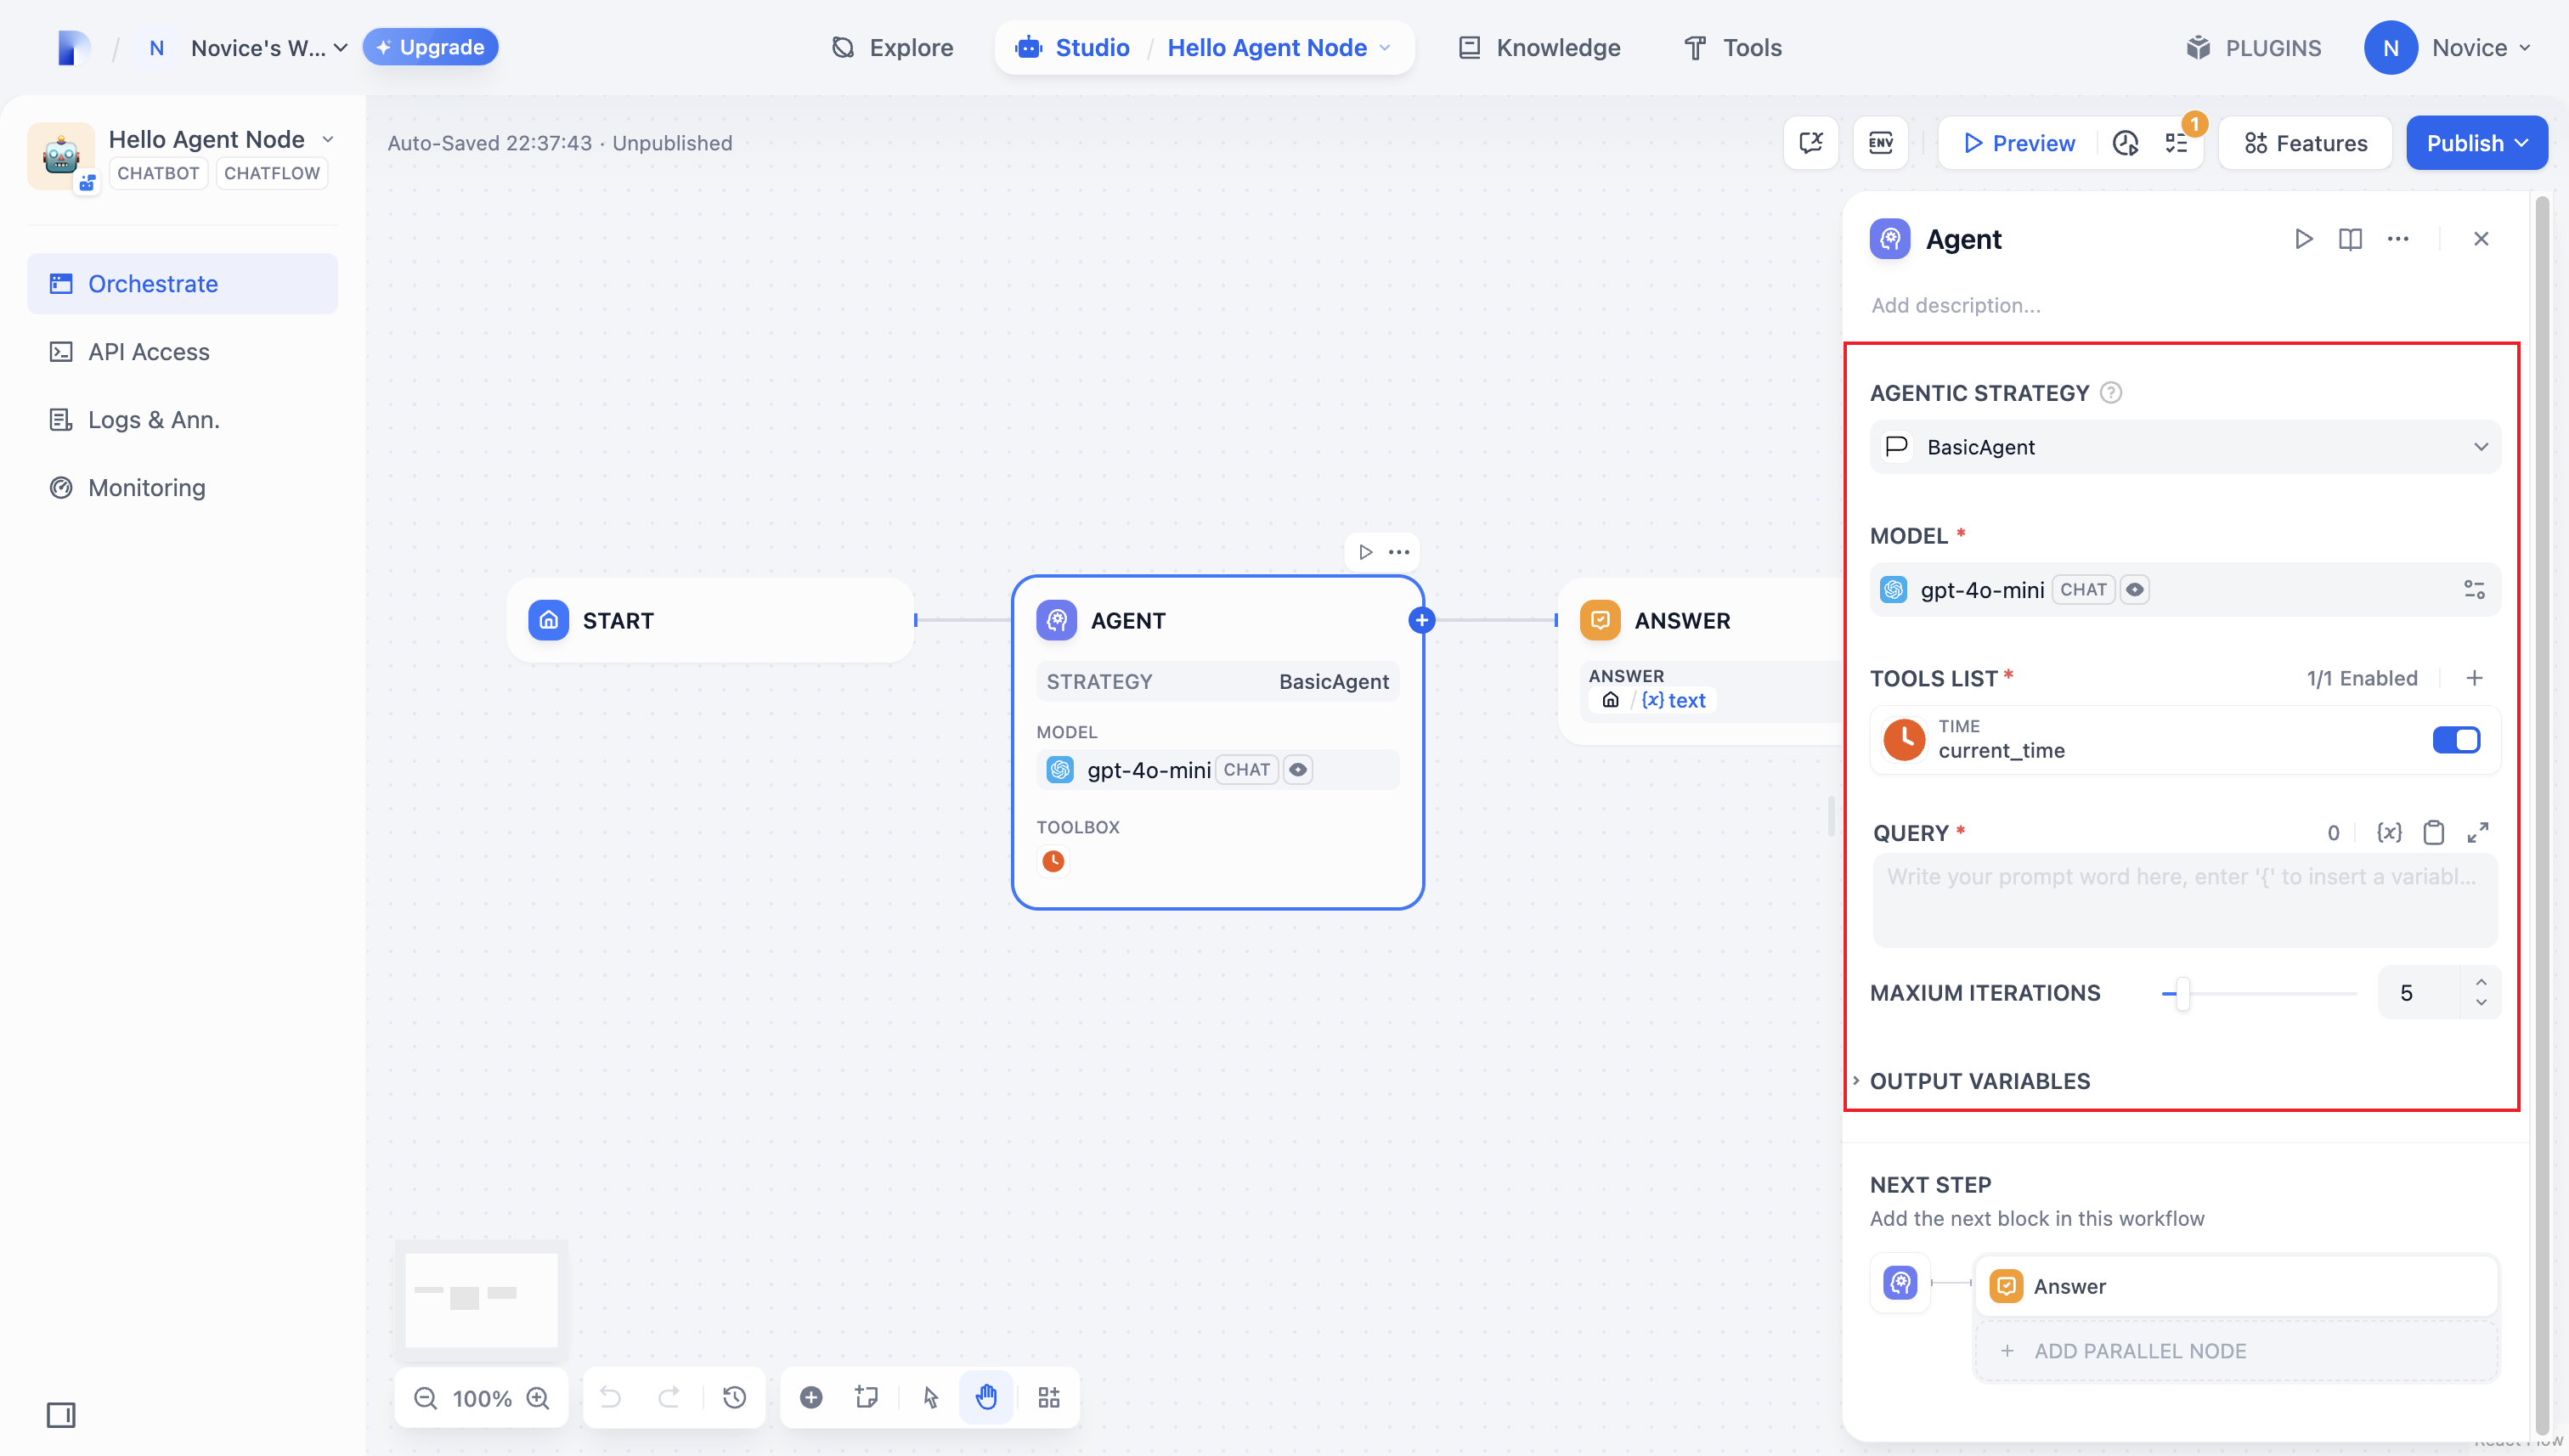 N Novice's W... Upgrade
Explore
Studio / Hello Agent Node
Knowledge
Tools
PLUGINS
N Novice
Hello Agent Node
CHATBOT CHATFLOW
Orchestrate
API Access
Logs & Ann.
Monitoring
Auto-Saved 22:37:43 · Unpublished
ENV
Preview
1
Features
Publish
START
AGENT
STRATEGY BasicAgent
MODEL
gpt-4o-mini CHAT
TOOLBOX
ANSWER
ANSWER
/ {x} text
100%
Agent
Add description...
AGENTIC STRATEGY ?
BasicAgent
MODEL *
gpt-4o-mini CHAT
TOOLS LIST * 1/1 Enabled
TIME
current_time
QUERY * 0 {x}
Write your prompt word here, enter '{' to insert a variabl...
MAXIUM ITERATIONS 5
OUTPUT VARIABLES
NEXT STEP
Add the next block in this workflow
Answer
+ ADD PARALLEL NODE